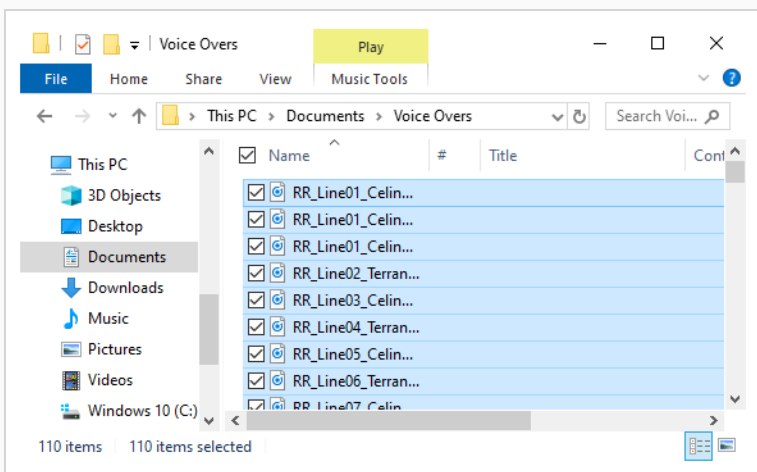 Voice Overs
Play
File Home Share View Music Tools
This PC > Documents > Voice Overs
Search Voi...
Name # Title Cont
This PC
3D Objects
Desktop
Documents
Downloads
Music
Pictures
Videos
Windows 10 (C:)
RR_Line01_Celin...
RR_Line01_Celin...
RR_Line01_Celin...
RR_Line02_Terran...
RR_Line03_Celin...
RR_Line04_Terran...
RR_Line05_Celin...
RR_Line06_Terran...
RR_Line07_Celin
110 items 110 items selected